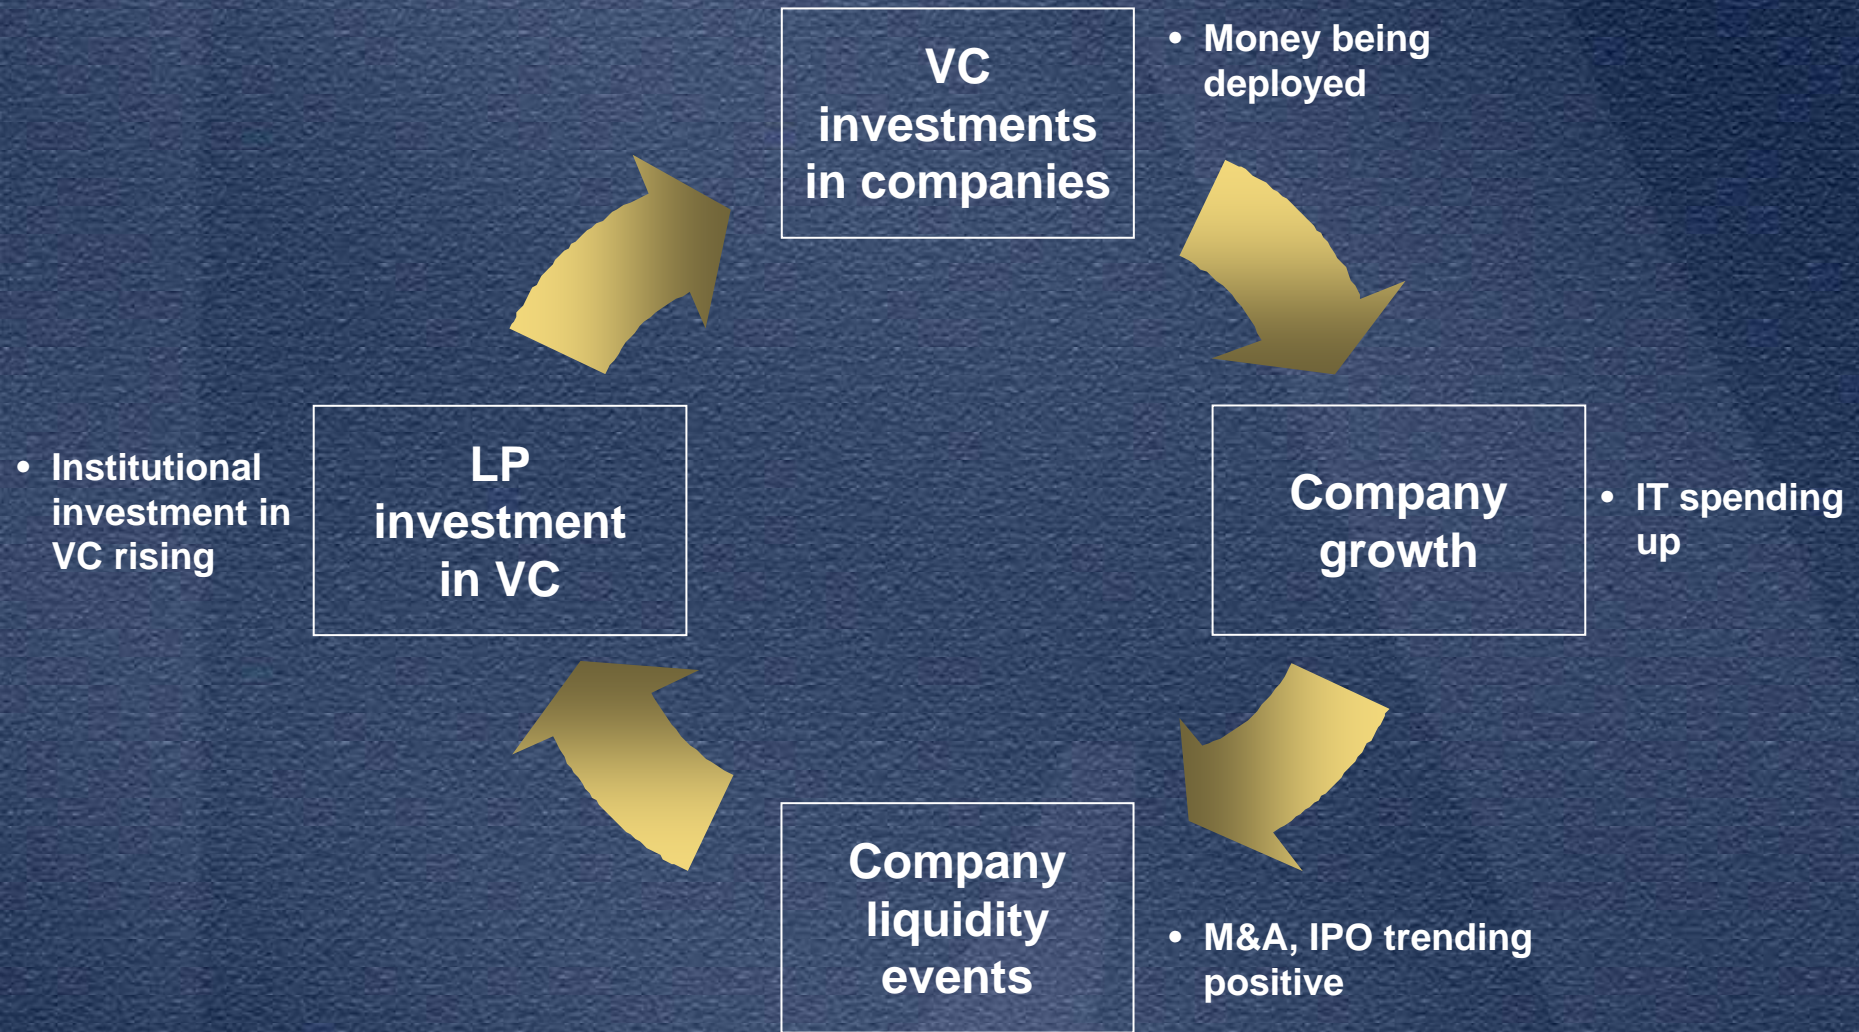 VC
investments
in companies
• Money being
deployed
LP
investment
in VC
• Institutional
investment in
VC rising
Company
growth
• IT spending
up
Company
liquidity
events
• M&A, IPO trending
positive